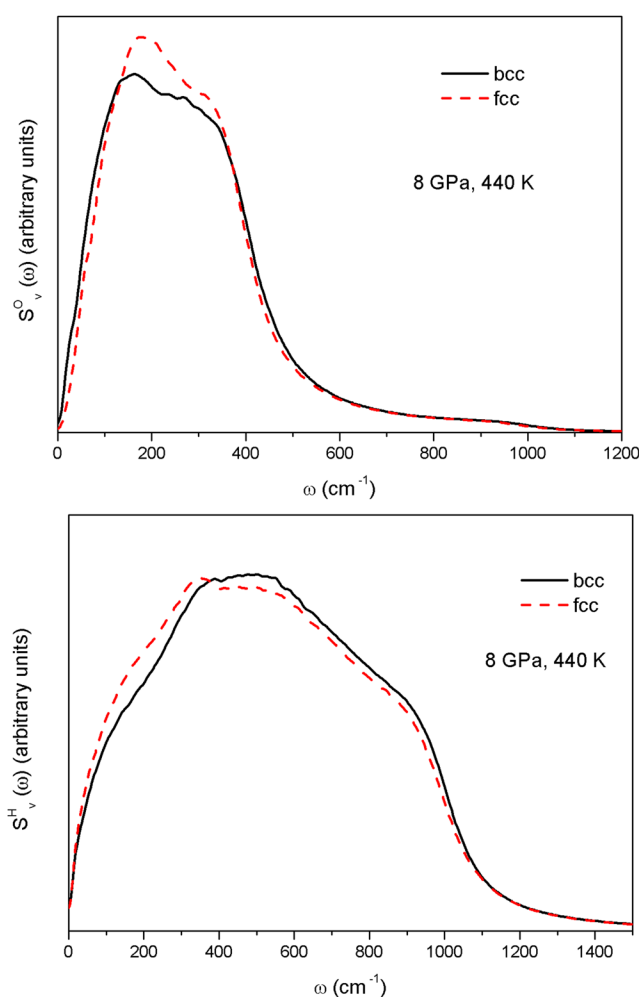 bcc
fcc
8 GPa, 440 K
S^O_v (ω) (arbitrary units)
0 200 400 600 800 1000 1200
ω (cm⁻¹)
bcc
fcc
8 GPa, 440 K
S^H_v (ω) (arbitrary units)
0 200 400 600 800 1000 1200 1400
ω (cm⁻¹)